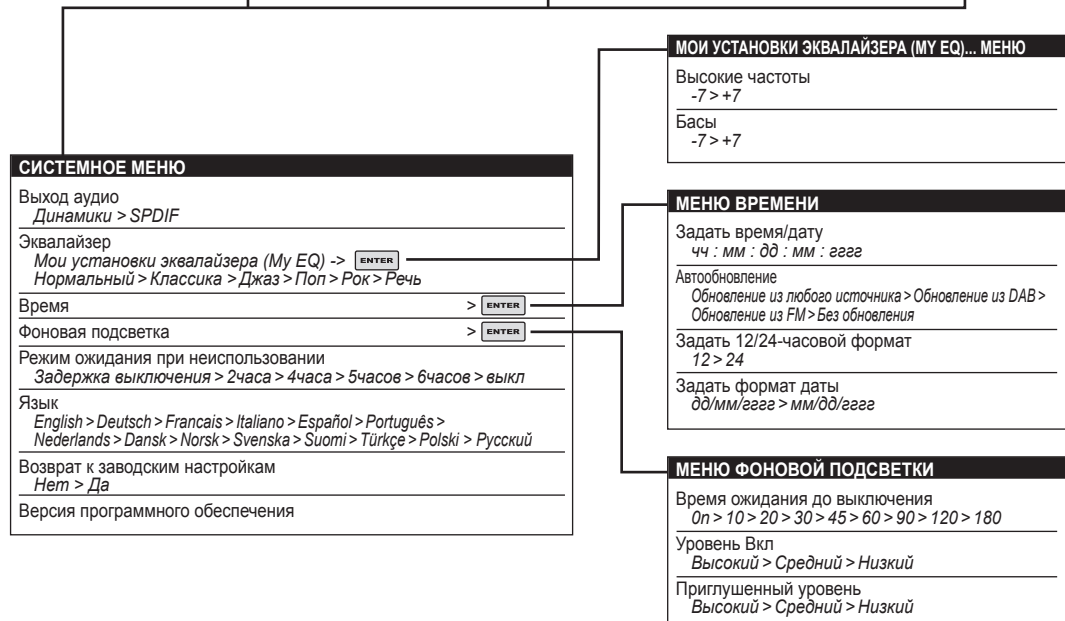 МОИ УСТАНОВКИ ЭКВАЛАЙЗЕРА (MY EQ)... МЕНЮ
Высокие частоты
-7 > +7
Басы
-7 > +7
СИСТЕМНОЕ МЕНЮ
Выход аудио
Динамики > SPDIF
Эквалайзер
Мои установки эквалайзера (My EQ) -> ENTER
Нормальный > Классика > Джаз > Поп > Рок > Речь
Время > ENTER
Фоновая подсветка > ENTER
Режим ожидания при неиспользовании
Задержка выключения > 2часа > 4часа > 5часов > 6часов > выкл
Язык
English > Deutsch > Francais > Italiano > Español > Português >
Nederlands > Dansk > Norsk > Svenska > Suomi > Türkçe > Polski > Русский
Возврат к заводским настройкам
Нет > Да
Версия программного обеспечения
МЕНЮ ВРЕМЕНИ
Задать время/дату
чч : мм : дд : мм : гггг
Автообновление
Обновление из любого источника > Обновление из DAB >
Обновление из FM > Без обновления
Задать 12/24-часовой формат
12 > 24
Задать формат даты
дд/мм/гггг > мм/дд/гггг
МЕНЮ ФОНОВОЙ ПОДСВЕТКИ
Время ожидания до выключения
0n > 10 > 20 > 30 > 45 > 60 > 90 > 120 > 180
Уровень Вкл
Высокий > Средний > Низкий
Приглушенный уровень
Высокий > Средний > Низкий